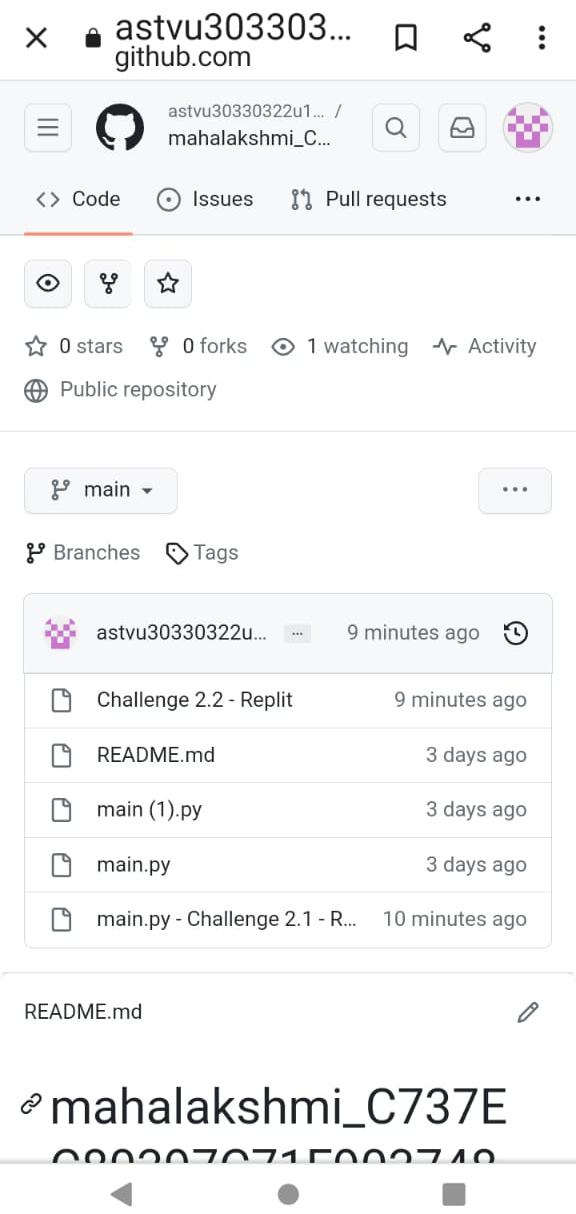 astvu303303...
github.com
astvu30330322u1... /
mahalakshmi_C...
Code Issues Pull requests
0 stars 0 forks 1 watching Activity
Public repository
main
Branches Tags
astvu30330322u... 9 minutes ago
Challenge 2.2 - Replit 9 minutes ago
README.md 3 days ago
main (1).py 3 days ago
main.py 3 days ago
main.py - Challenge 2.1 - R... 10 minutes ago
README.md
mahalakshmi_C737E